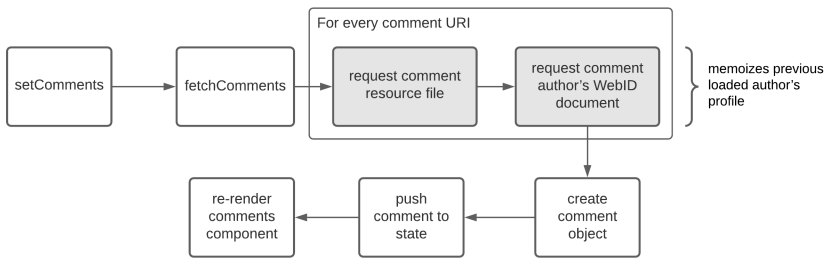 For every comment URI
setComments
fetchComments
request comment
resource file
request comment
author's WebID
document
memoizes previous
loaded author's
profile
re-render
comments
component
push
comment to
state
create
comment
object